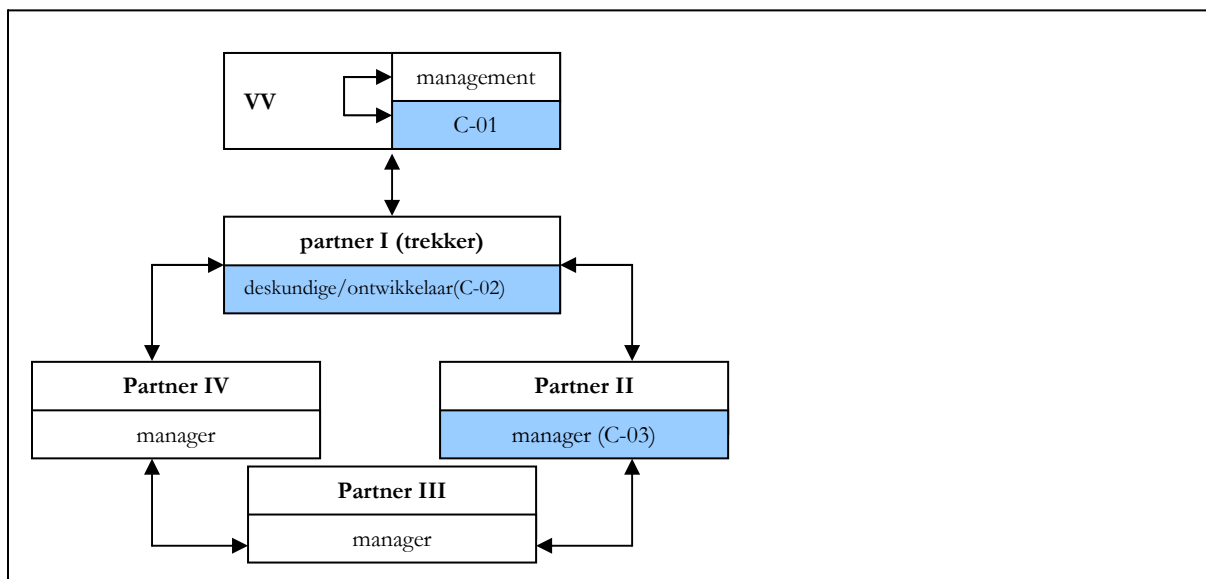 management
VV
C-01
partner I (trekker)
deskundige/ontwikkelaar(C-02)
Partner IV
manager
Partner II
manager (C-03)
Partner III
manager